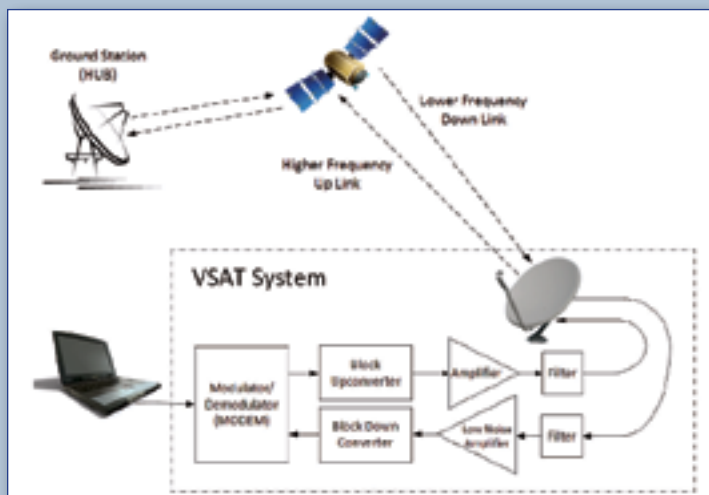 Ground Station
(HUB)
Lower Frequency
Down Link
Higher Frequency
Up Link
VSAT System
Modulator/
Demodulator
(MODEM)
Block
Upconverter
Amplifier
Filter
Block Down
Converter
Low Noise
Amplifier
Filter